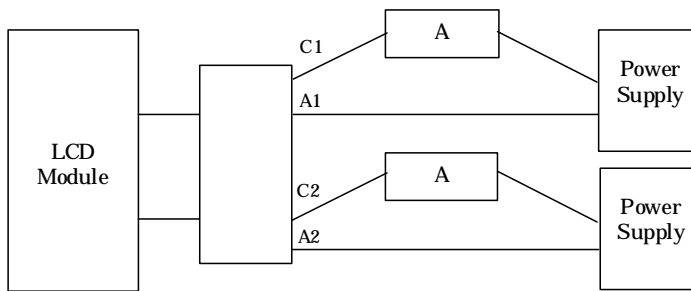 C1
A
Power
Supply
A1
LCD
Module
C2
A
Power
Supply
A2